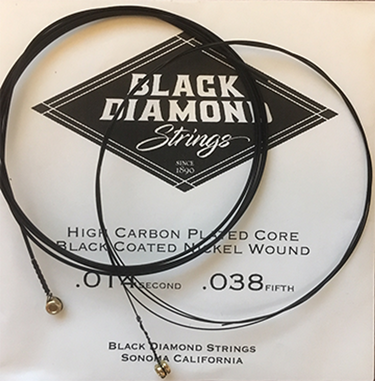 BLACK
DIAMOND
Strings
SINCE
1890
HIGH CARBON PLATED CORE
BLACK COATED NICKEL WOUND
.014 SECOND .038 FIFTH
BLACK DIAMOND STRINGS
SONOMA CALIFORNIA